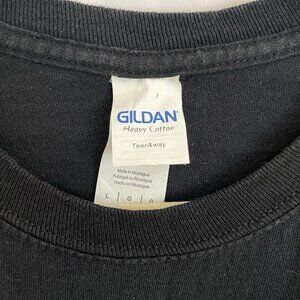 GILDAN
Heavy Cotton
TearAway
Made in Nicaragua
Fabriqué au Nicaragua
Hecho en Nicaragua
L | G | G